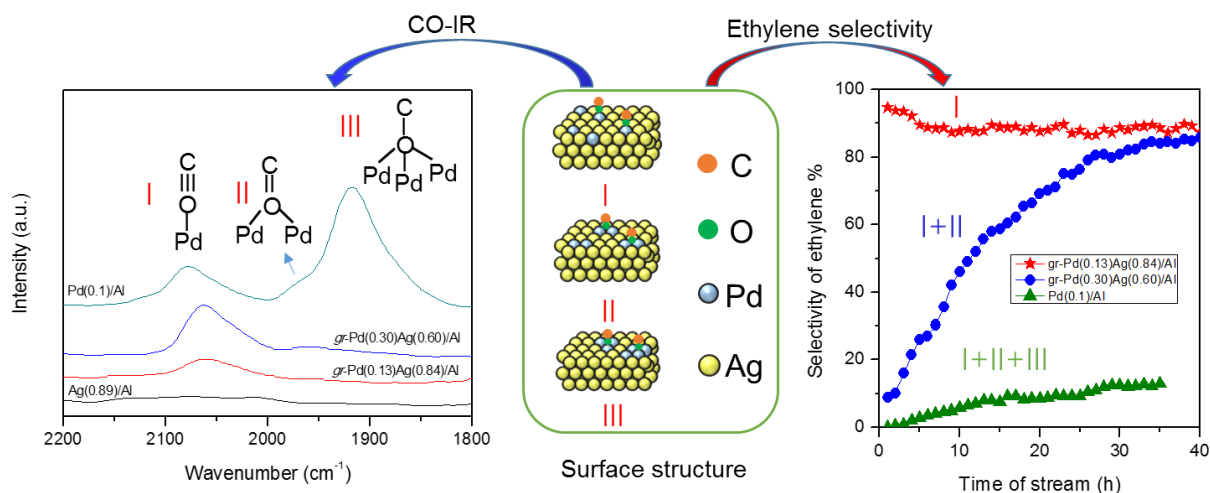 CO-IR
Ethylene selectivity
Intensity (a.u.)
I
II
III
C
O
Pd
C
O
Pd Pd
C
O
Pd Pd Pd
Pd(0.1)/Al
gr-Pd(0.30)Ag(0.60)/Al
gr-Pd(0.13)Ag(0.84)/Al
Ag(0.89)/Al
2200 2100 2000 1900 1800
Wavenumber (cm⁻¹)
I
II
III
C
O
Pd
Ag
Surface structure
Selectivity of ethylene %
100
80
60
40
20
0
I
I+II
I+II+III
gr-Pd(0.13)Ag(0.84)/Al
gr-Pd(0.30)Ag(0.60)/Al
Pd(0.1)/Al
0 10 20 30 40
Time of stream (h)